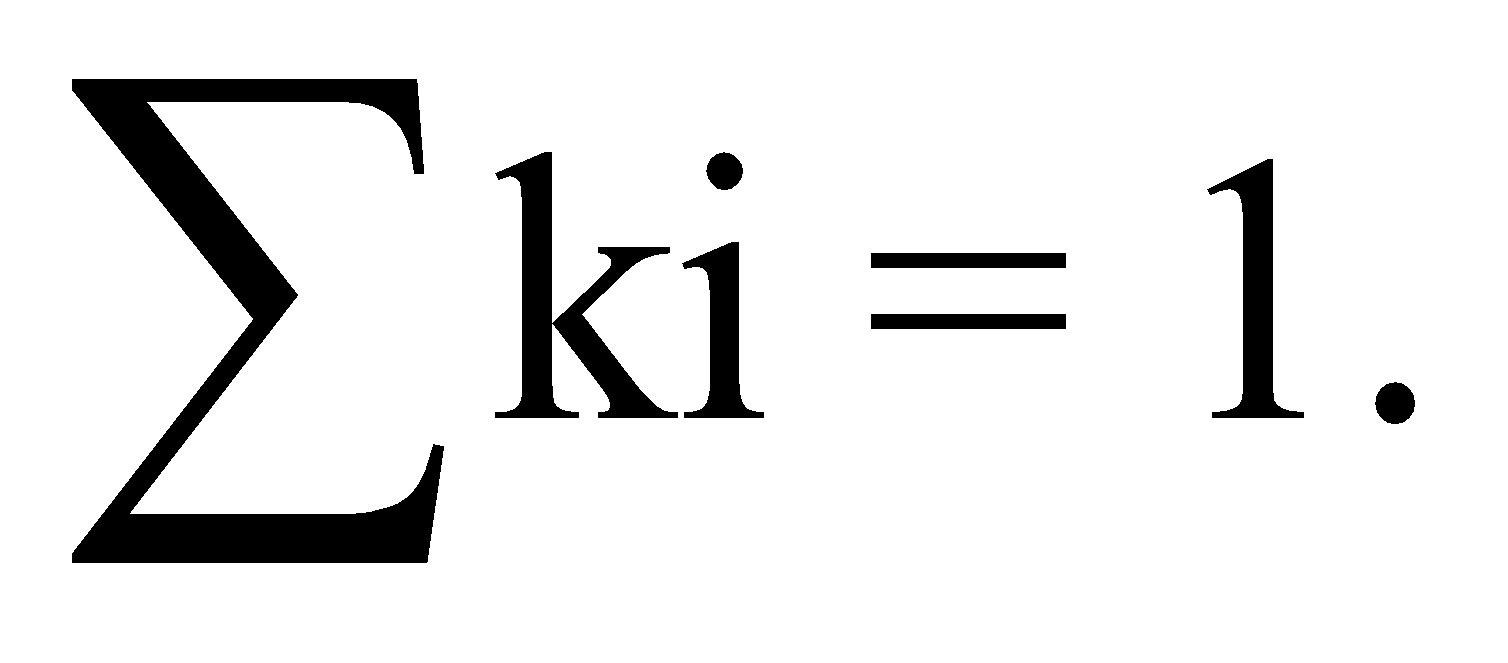 ∑ki = 1.